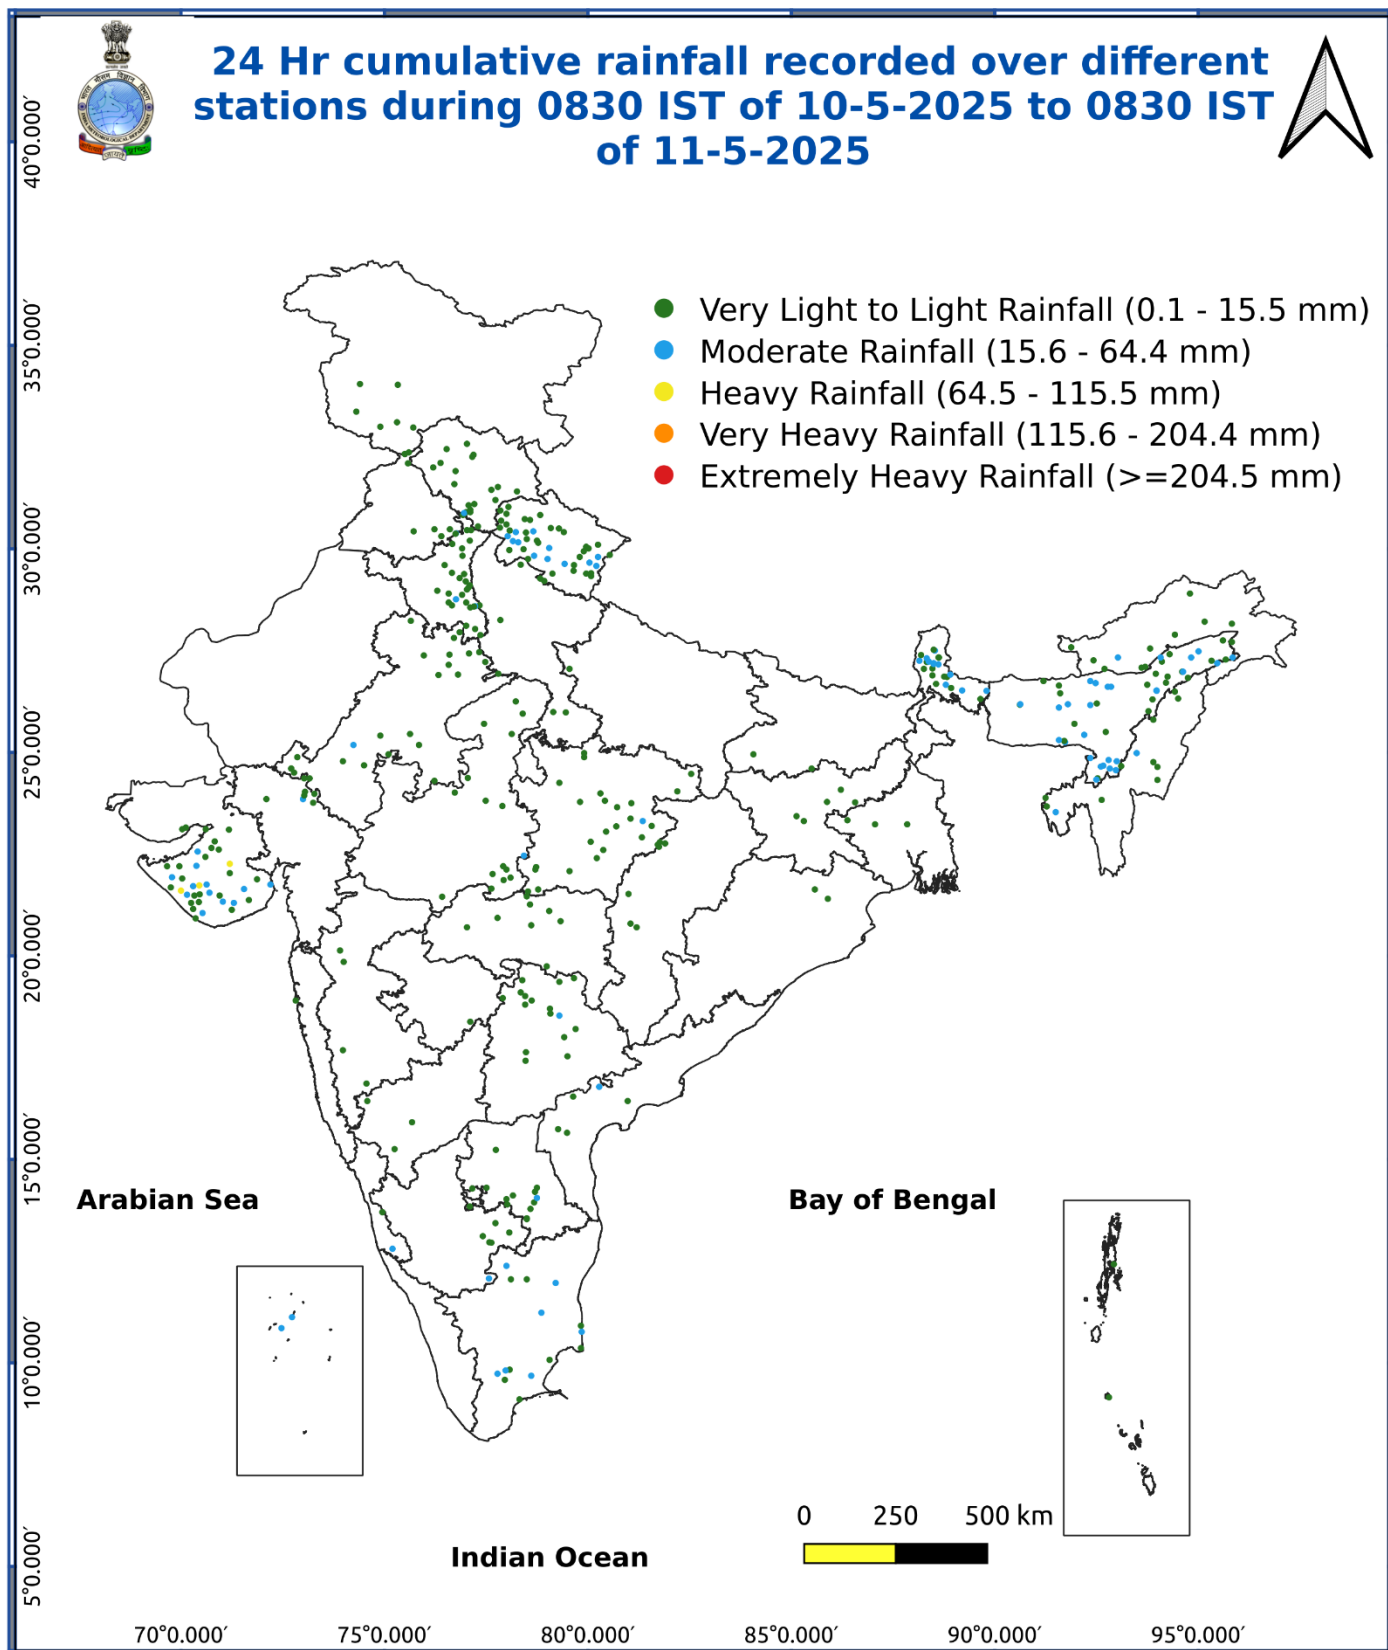 24 Hr cumulative rainfall recorded over different
stations during 0830 IST of 10-5-2025 to 0830 IST
of 11-5-2025
Very Light to Light Rainfall (0.1 - 15.5 mm)
Moderate Rainfall (15.6 - 64.4 mm)
Heavy Rainfall (64.5 - 115.5 mm)
Very Heavy Rainfall (115.6 - 204.4 mm)
Extremely Heavy Rainfall (>=204.5 mm)
40°0.000′
35°0.000′
30°0.000′
25°0.000′
20°0.000′
15°0.000′
10°0.000′
5°0.000′
Arabian Sea
Bay of Bengal
Indian Ocean
0 250 500 km
70°0.000′ 75°0.000′ 80°0.000′ 85°0.000′ 90°0.000′ 95°0.000′